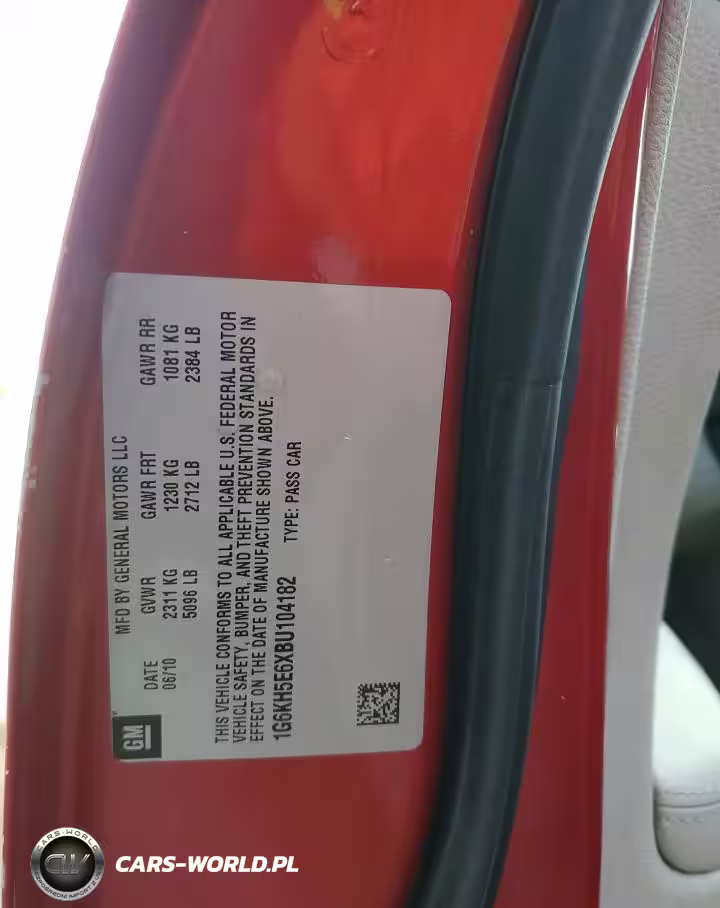 MFD BY GENERAL MOTORS LLC
DATE GVWR GAWR FRT GAWR RR
06/10 2311 KG 1230 KG 1081 KG
5096 LB 2712 LB 2384 LB
THIS VEHICLE CONFORMS TO ALL APPLICABLE U.S. FEDERAL MOTOR
VEHICLE SAFETY, BUMPER, AND THEFT PREVENTION STANDARDS IN
EFFECT ON THE DATE OF MANUFACTURE SHOWN ABOVE.
1G6KH5E6XBU104182 TYPE: PASS CAR
GM
CARS-WORLD
CW
CARS-WORLD.PL